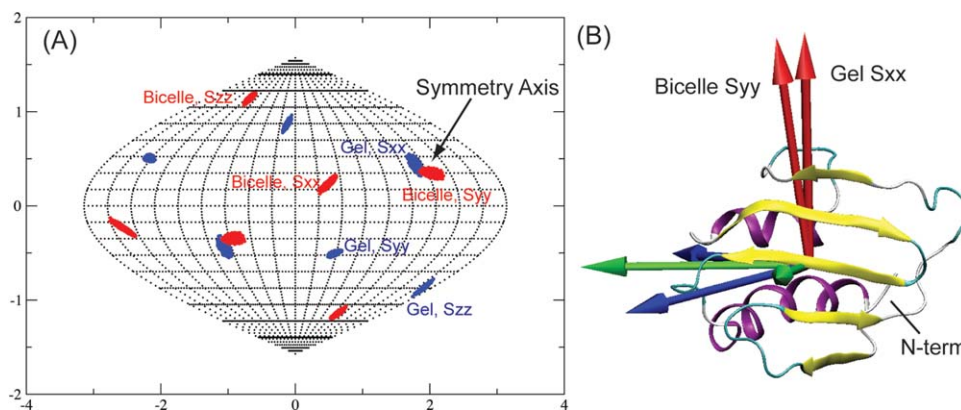 (A)
(B)
2
1
0
-1
-2
-4
-2
0
2
4
Bicelle, Szz
Symmetry Axis
Gel, Sxx
Bicelle, Sxx
Bicelle, Syy
Gel, Syy
Gel, Szz
Bicelle Syy
Gel Sxx
N-term